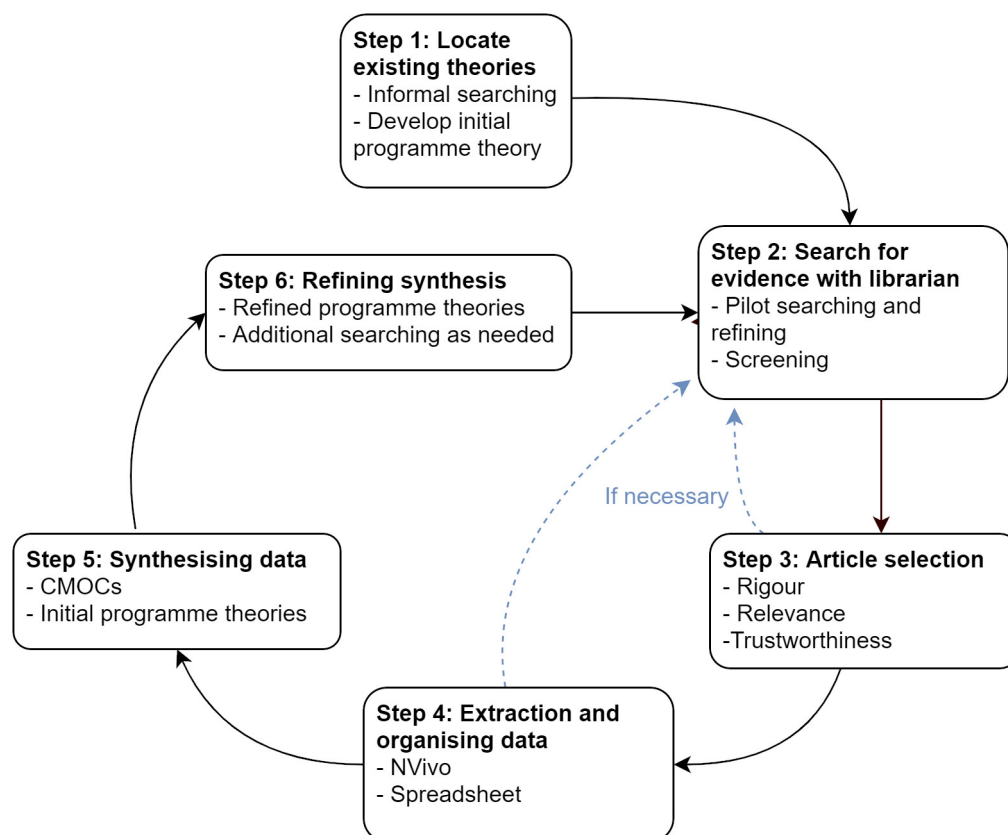 Step 1: Locate
existing theories
- Informal searching
- Develop initial
programme theory
Step 2: Search for
evidence with librarian
- Pilot searching and
refining
- Screening
Step 6: Refining synthesis
- Refined programme theories
- Additional searching as needed
If necessary
Step 3: Article selection
- Rigour
- Relevance
-Trustworthiness
Step 5: Synthesising data
- CMOCs
- Initial programme theories
Step 4: Extraction and
organising data
- NVivo
- Spreadsheet